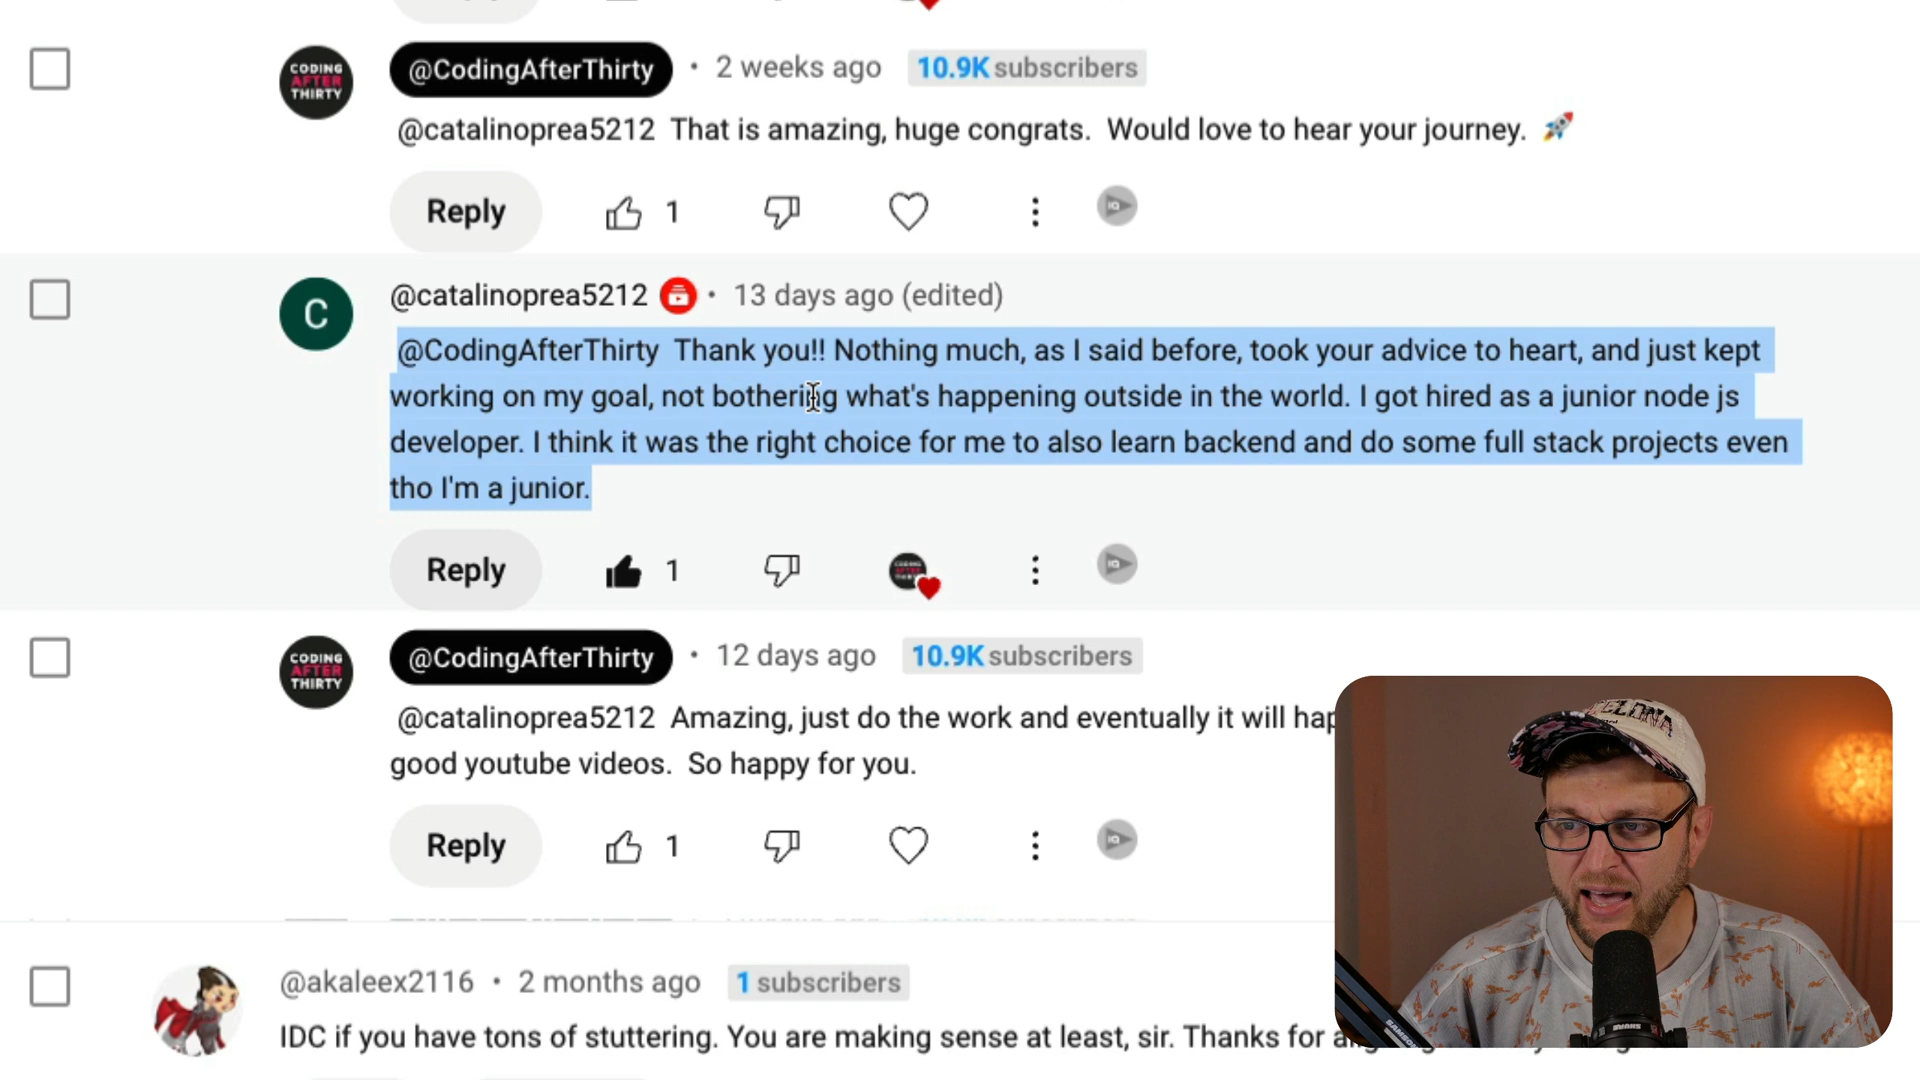 CODING
AFTER
THIRTY
@CodingAfterThirty • 2 weeks ago 10.9K subscribers
@catalinoprea5212 That is amazing, huge congrats. Would love to hear your journey. 🚀
Reply 1
C
@catalinoprea5212 • 13 days ago (edited)
@CodingAfterThirty Thank you!! Nothing much, as I said before, took your advice to heart, and just kept
working on my goal, not bothering what's happening outside in the world. I got hired as a junior node js
developer. I think it was the right choice for me to also learn backend and do some full stack projects even
tho I'm a junior.
Reply 1
CODING
AFTER
THIRTY
@CodingAfterThirty • 12 days ago 10.9K subscribers
@catalinoprea5212 Amazing, just do the work and eventually it will
good youtube videos. So happy for you.
Reply 1
@akaleex2116 • 2 months ago 1 subscribers
IDC if you have tons of stuttering. You are making sense at least, sir. Thanks for